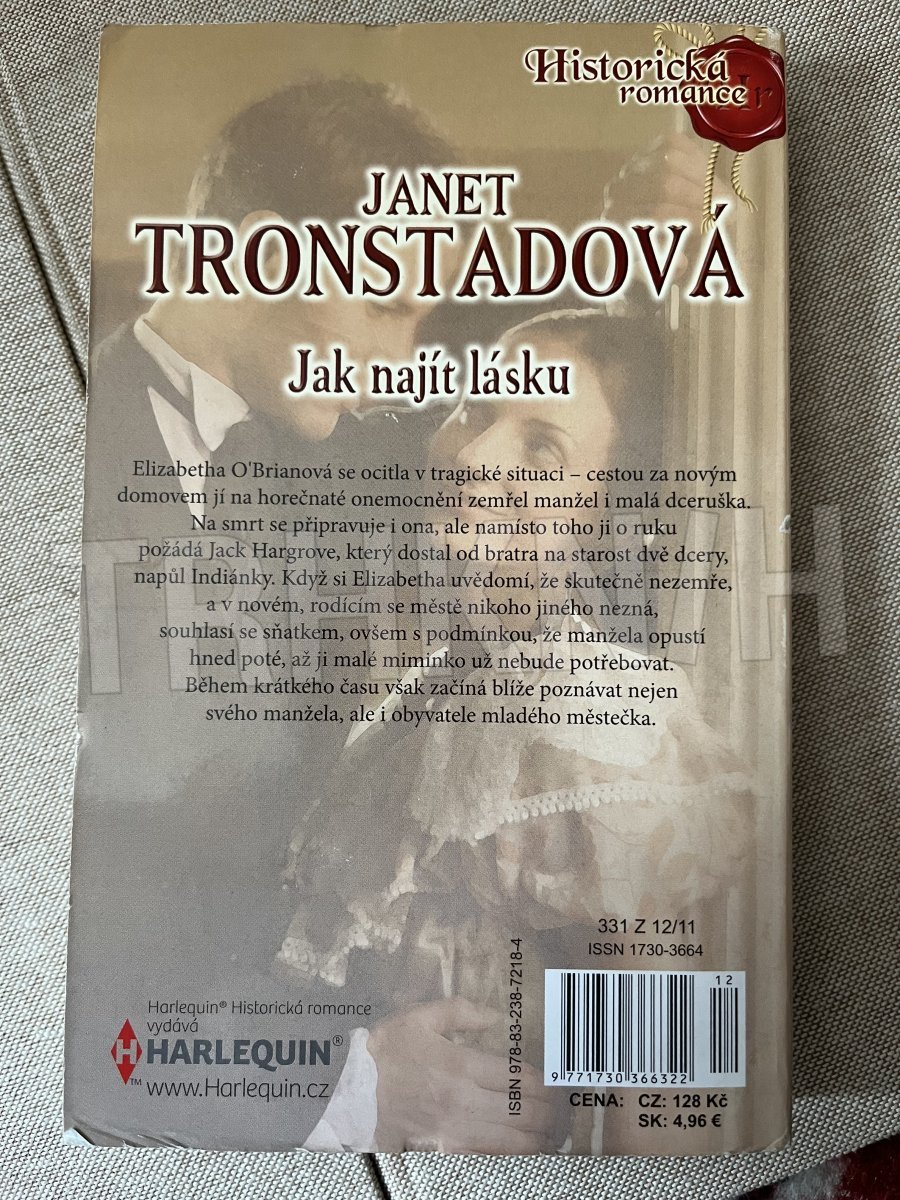 Historická
romance
Hr
JANET
TRONSTADOVÁ
Jak najít lásku
Elizabetha O'Brianová se ocitla v tragické situaci – cestou za novým
domovem jí na horečnaté onemocnění zemřel manžel i malá dceruška.
Na smrt se připravuje i ona, ale namísto toho ji o ruku
požádá Jack Hargrove, který dostal od bratra na starost dvě dcery,
napůl Indiánky. Když si Elizabetha uvědomí, že skutečně nezemře,
a v novém, rodícím se městě nikoho jiného nezná,
souhlasí se sňatkem, ovšem s podmínkou, že manžela opustí
hned poté, až ji malé miminko už nebude potřebovat.
Během krátkého času však začíná blíže poznávat nejen
svého manžela, ale i obyvatele mladého městečka.
331 Z 12/11
ISSN 1730-3664
ISBN 978-83-238-7218-4
12
9 771730 366322
CENA: CZ: 128 Kč
SK: 4,96 €
Harlequin® Historická romance
vydává
H HARLEQUIN®
™ www.Harlequin.cz